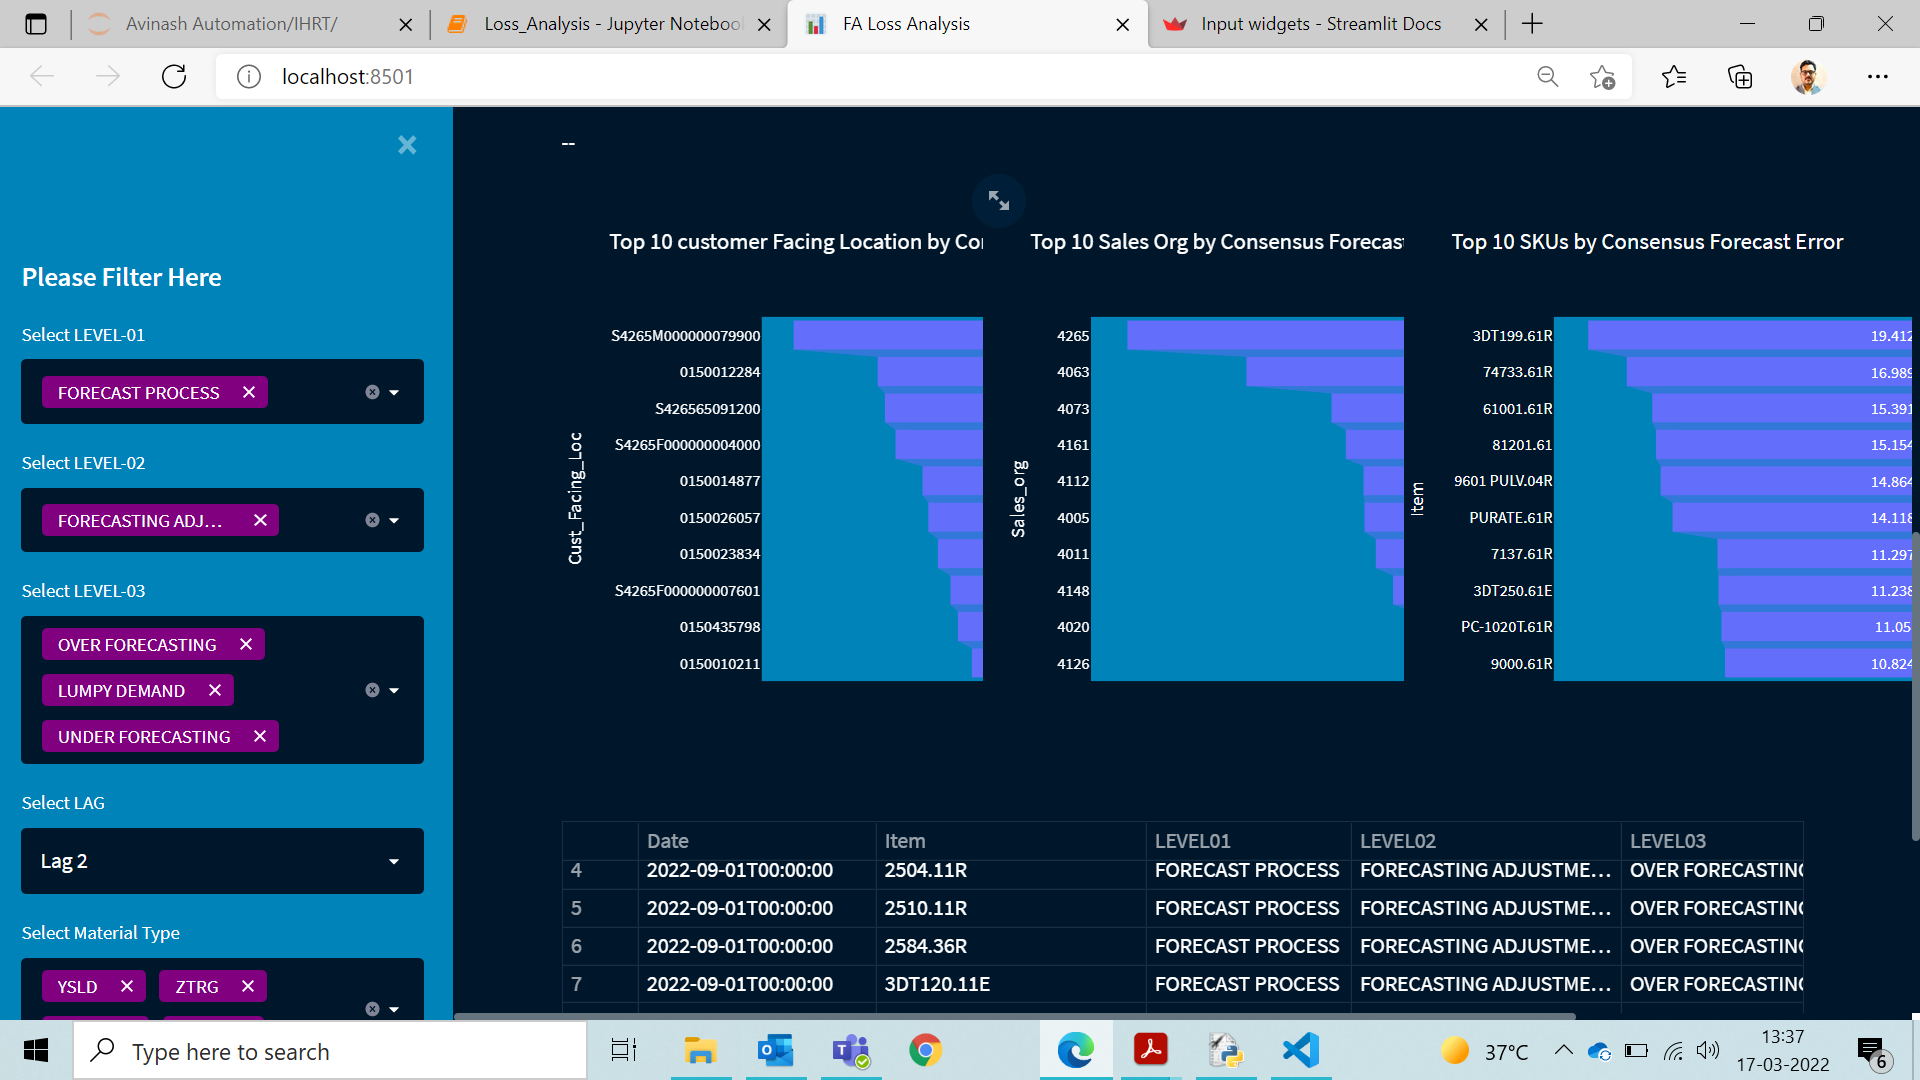 Avinash Automation/IHRT/
Loss_Analysis - Jupyter Notebool
FA Loss Analysis
Input widgets - Streamlit Docs
localhost:8501
--
Please Filter Here
Select LEVEL-01
FORECAST PROCESS
Select LEVEL-02
FORECASTING ADJ...
Select LEVEL-03
OVER FORECASTING
LUMPY DEMAND
UNDER FORECASTING
Select LAG
Lag 2
Select Material Type
YSLD ZTRG
Top 10 customer Facing Location by Co
Cust_Facing_Loc
S4265M000000079900
0150012284
S426565091200
S4265F000000004000
0150014877
0150026057
0150023834
S4265F000000007601
0150435798
0150010211
Top 10 Sales Org by Consensus Forecast
Sales_org
4265
4063
4073
4161
4112
4005
4011
4148
4020
4126
Top 10 SKUs by Consensus Forecast Error
Item
3DT199.61R 19.412
74733.61R 16.989
61001.61R 15.391
81201.61 15.154
9601 PULV.04R 14.864
PURATE.61R 14.118
7137.61R 11.297
3DT250.61E 11.238
PC-1020T.61R 11.05
9000.61R 10.824
Date Item LEVEL01 LEVEL02 LEVEL03
4 2022-09-01T00:00:00 2504.11R FORECAST PROCESS FORECASTING ADJUSTME... OVER FORECASTING
5 2022-09-01T00:00:00 2510.11R FORECAST PROCESS FORECASTING ADJUSTME... OVER FORECASTING
6 2022-09-01T00:00:00 2584.36R FORECAST PROCESS FORECASTING ADJUSTME... OVER FORECASTING
7 2022-09-01T00:00:00 3DT120.11E FORECAST PROCESS FORECASTING ADJUSTME... OVER FORECASTING
Type here to search
37°C
13:37
17-03-2022
6